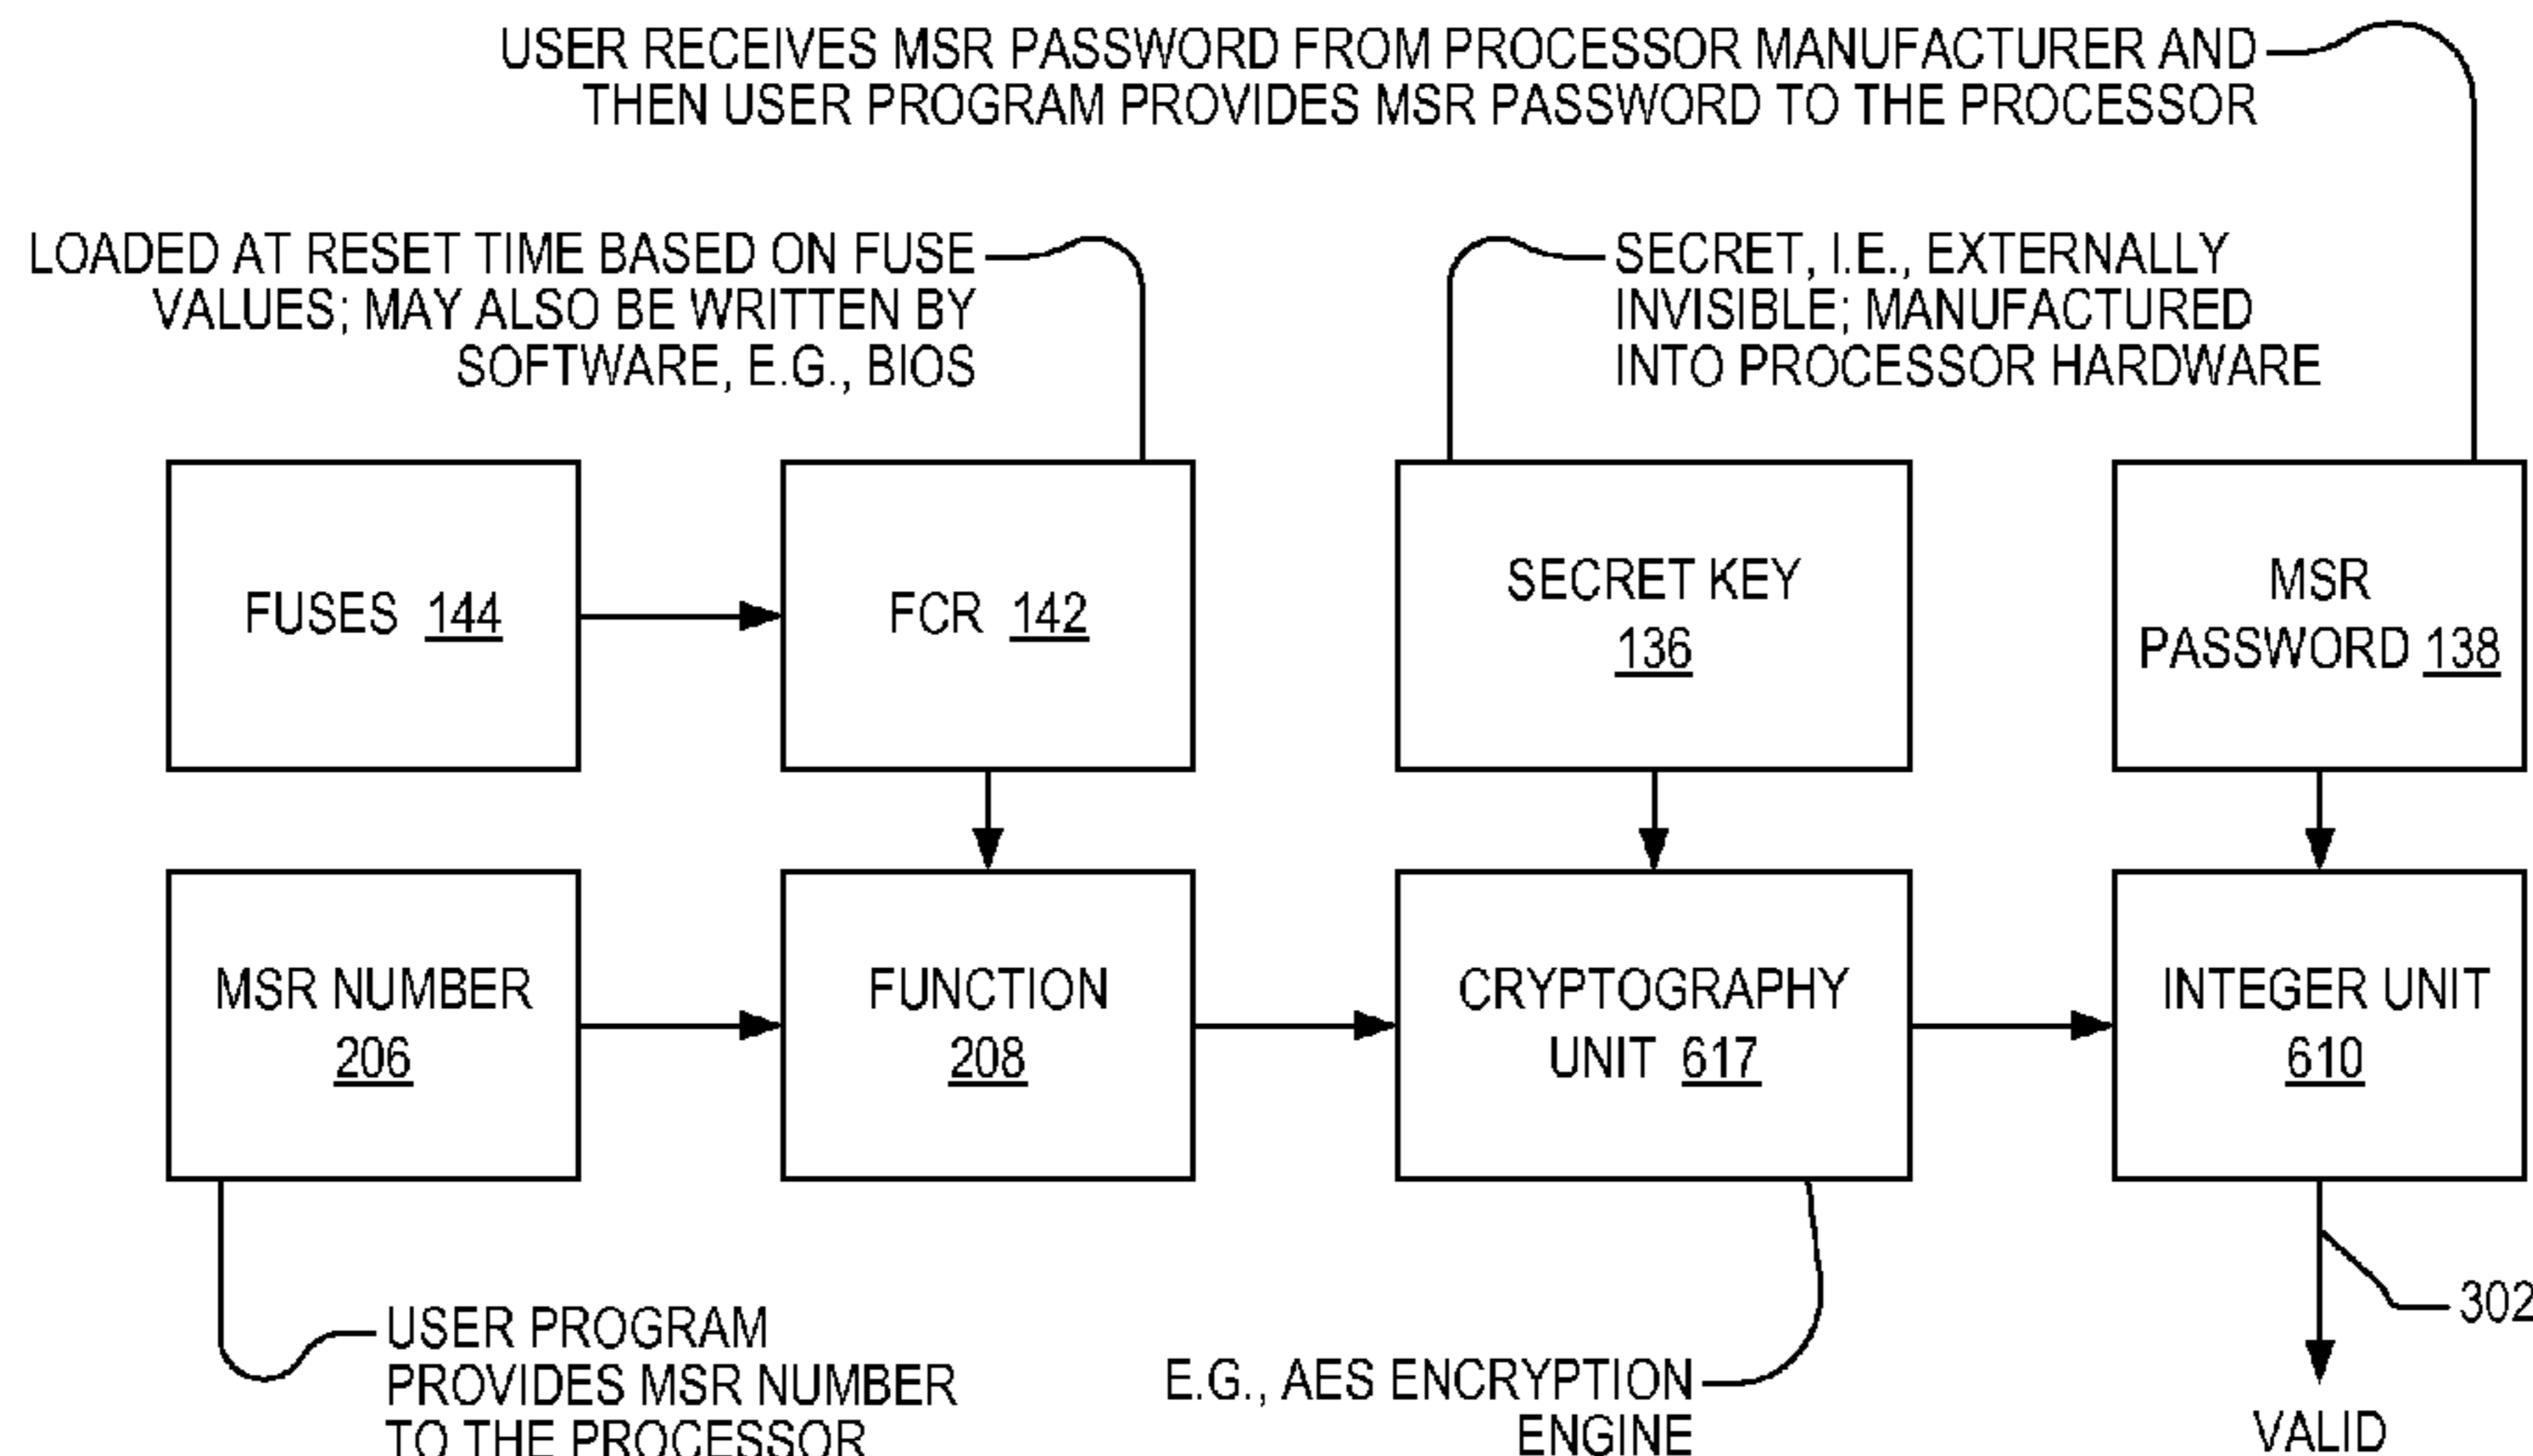 USER RECEIVES MSR PASSWORD FROM PROCESSOR MANUFACTURER AND
THEN USER PROGRAM PROVIDES MSR PASSWORD TO THE PROCESSOR
LOADED AT RESET TIME BASED ON FUSE
VALUES; MAY ALSO BE WRITTEN BY
SOFTWARE, E.G., BIOS
SECRET, I.E., EXTERNALLY
INVISIBLE; MANUFACTURED
INTO PROCESSOR HARDWARE
FUSES 144
FCR 142
SECRET KEY
136
MSR
PASSWORD 138
MSR NUMBER
206
FUNCTION
208
CRYPTOGRAPHY
UNIT 617
INTEGER UNIT
610
USER PROGRAM
PROVIDES MSR NUMBER
TO THE PROCESSOR
E.G., AES ENCRYPTION
ENGINE
302
VALID